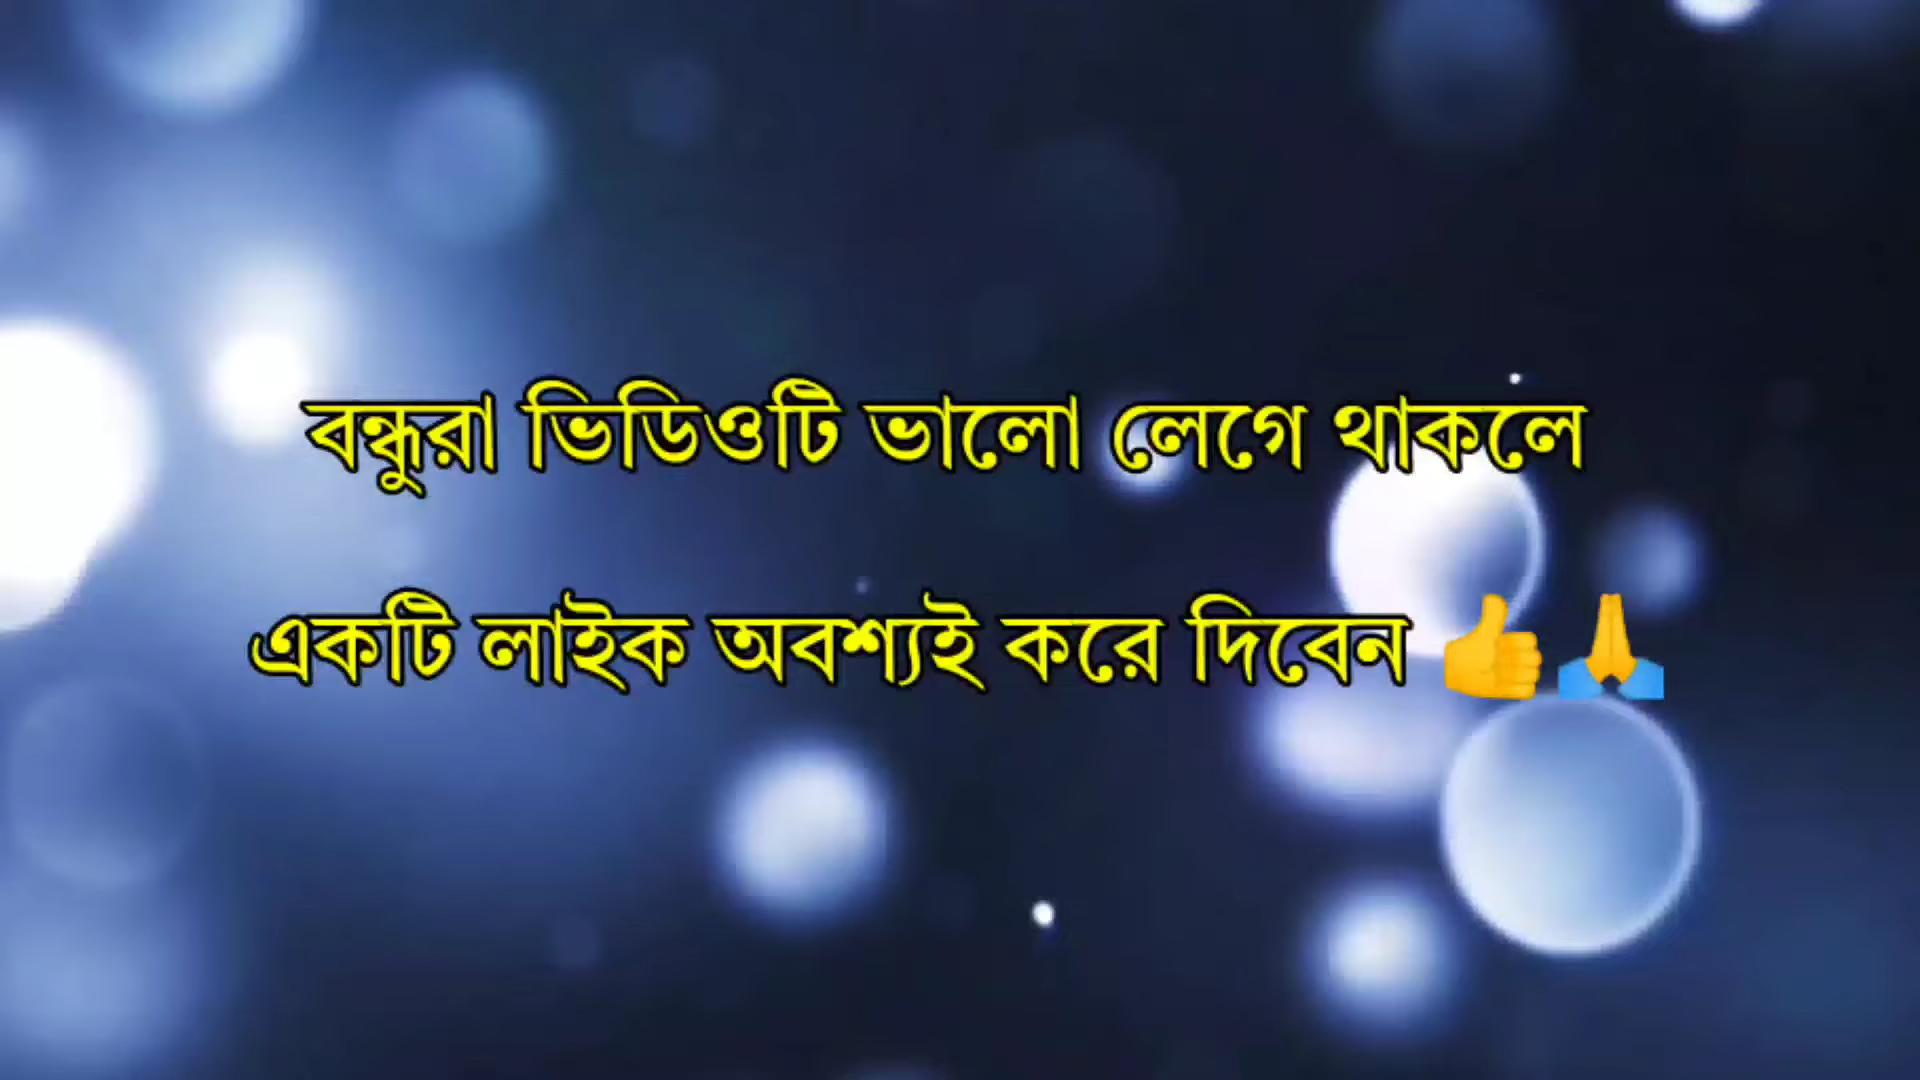 বন্ধুরা ভিডিওটি ভালো লেগে থাকলে
একটি লাইক অবশ্যই করে দিবেন 👍🙏